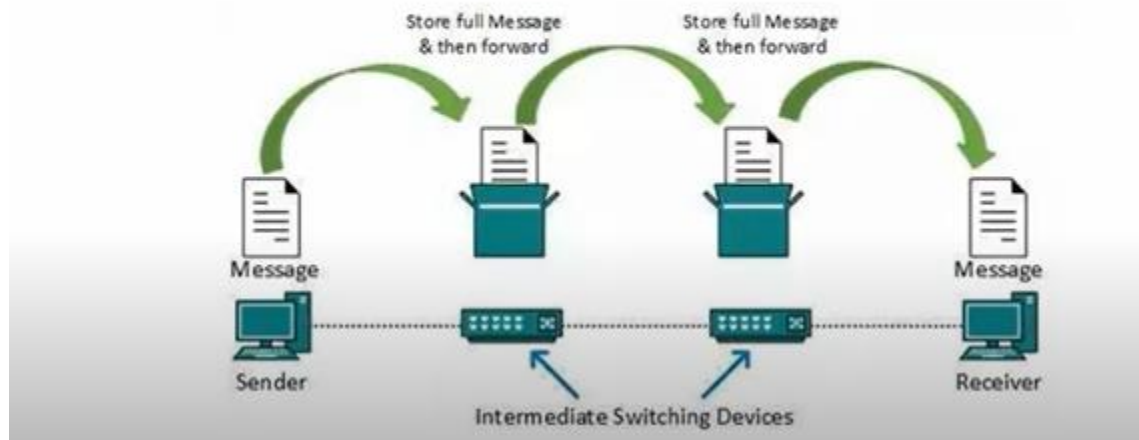 Store full Message
& then forward
Store full Message
& then forward
Message
Message
Sender
Receiver
Intermediate Switching Devices